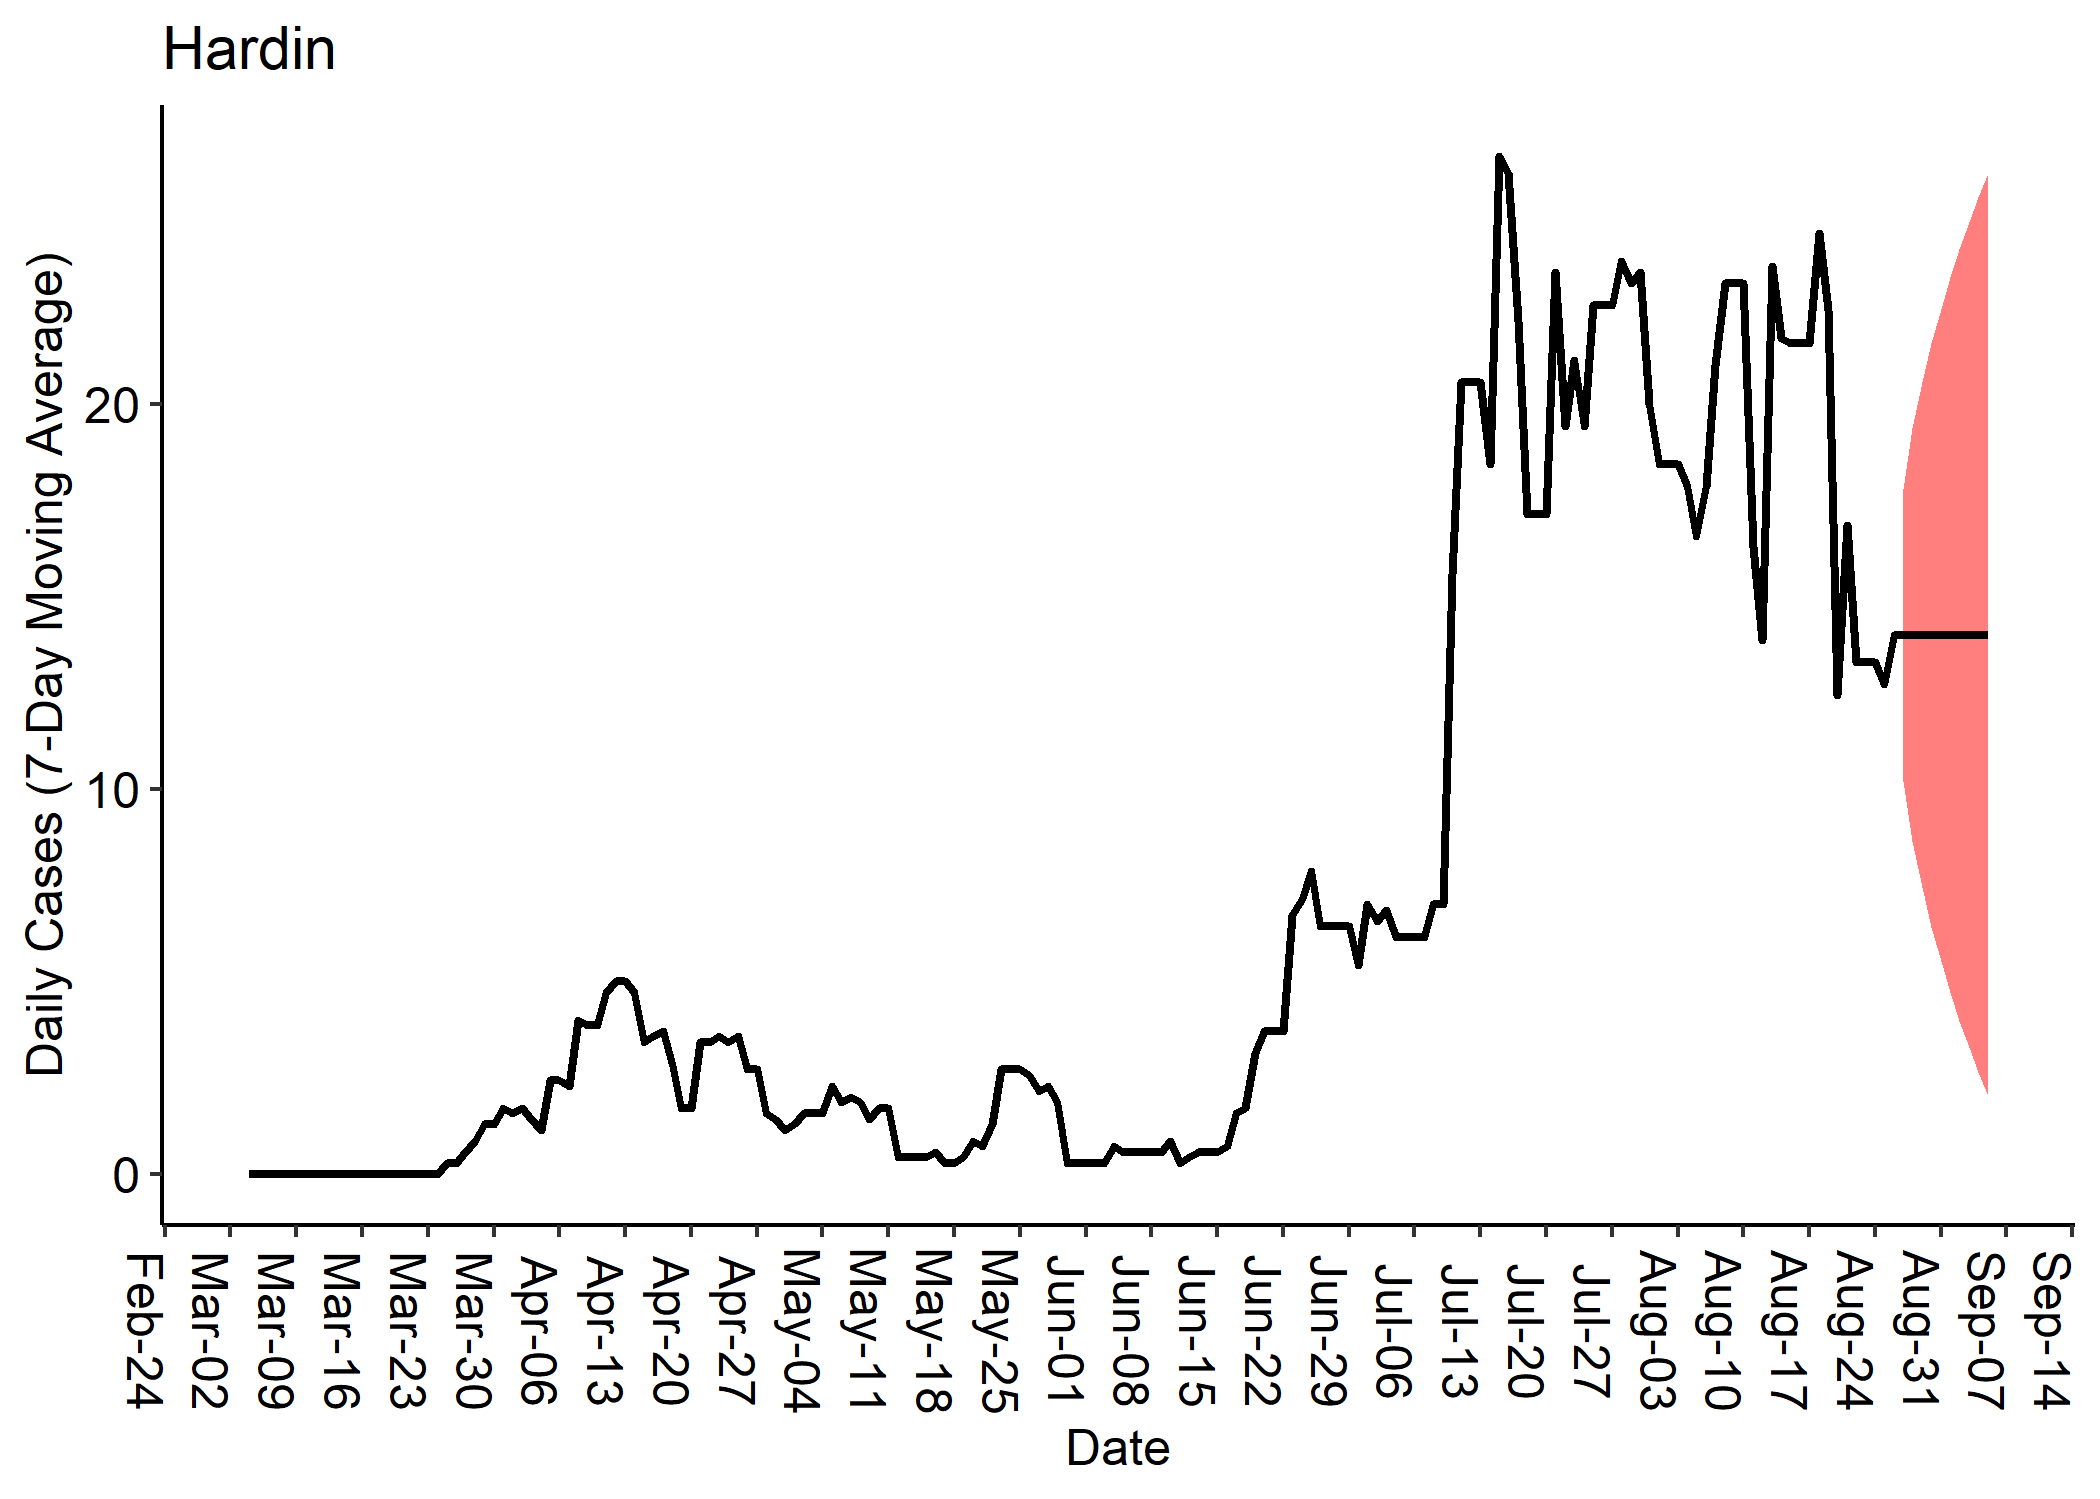 Hardin
Daily Cases (7-Day Moving Average)
20
10
0
Feb-24
Mar-02
Mar-09
Mar-16
Mar-23
Mar-30
Apr-06
Apr-13
Apr-20
Apr-27
May-04
May-11
May-18
May-25
Jun-01
Jun-08
Jun-15
Jun-22
Jun-29
Jul-06
Jul-13
Jul-20
Jul-27
Aug-03
Aug-10
Aug-17
Aug-24
Aug-31
Sep-07
Sep-14
Date